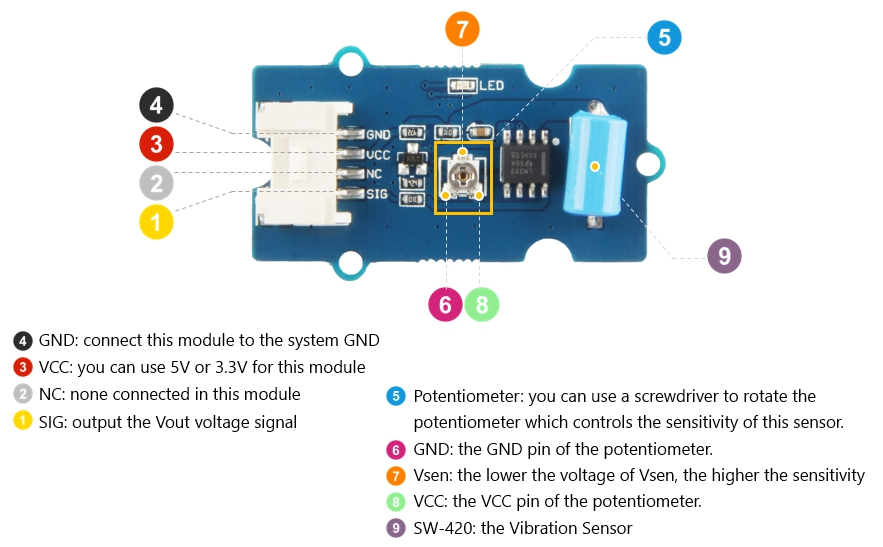 7
5
LED
4
GND
3
VCC
2
NC
1
SIG
9
6
8
4 GND: connect this module to the system GND
3 VCC: you can use 5V or 3.3V for this module
2 NC: none connected in this module
1 SIG: output the Vout voltage signal
5 Potentiometer: you can use a screwdriver to rotate the
potentiometer which controls the sensitivity of this sensor.
6 GND: the GND pin of the potentiometer.
7 Vsen: the lower the voltage of Vsen, the higher the sensitivity
8 VCC: the VCC pin of the potentiometer.
9 SW-420: the Vibration Sensor